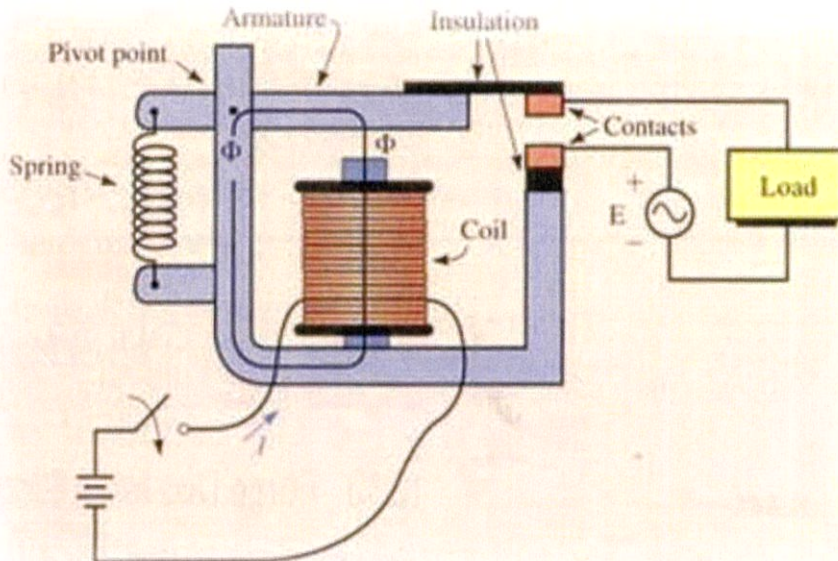 Armature
Insulation
Pivot point
Φ
Φ
Contacts
Spring
+
E
−
Load
Coil
I